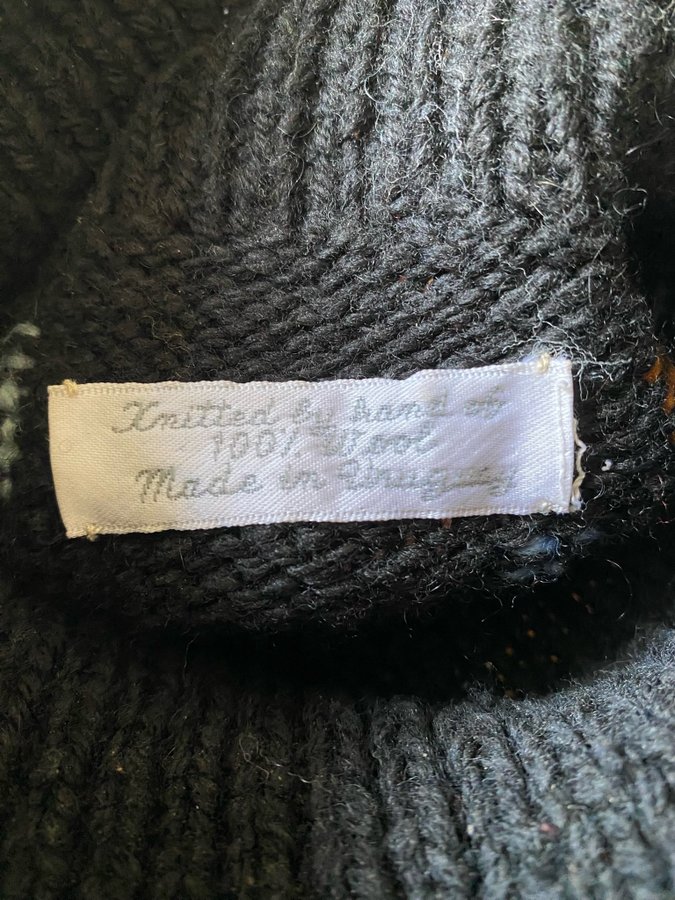 Knitted by hand of
100% Wool
Made in Uruguay